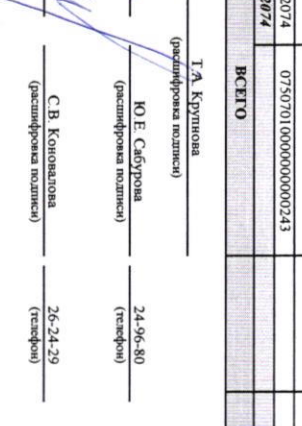 2074 07507010000000000243
2074
ВСЕГО
Т.А. Крупнова
(расшифровка подписи)
Ю.Е. Сабурова 24-96-80
(расшифровка подписи) (телефон)
С.В. Коновалова 26-24-29
(расшифровка подписи) (телефон)